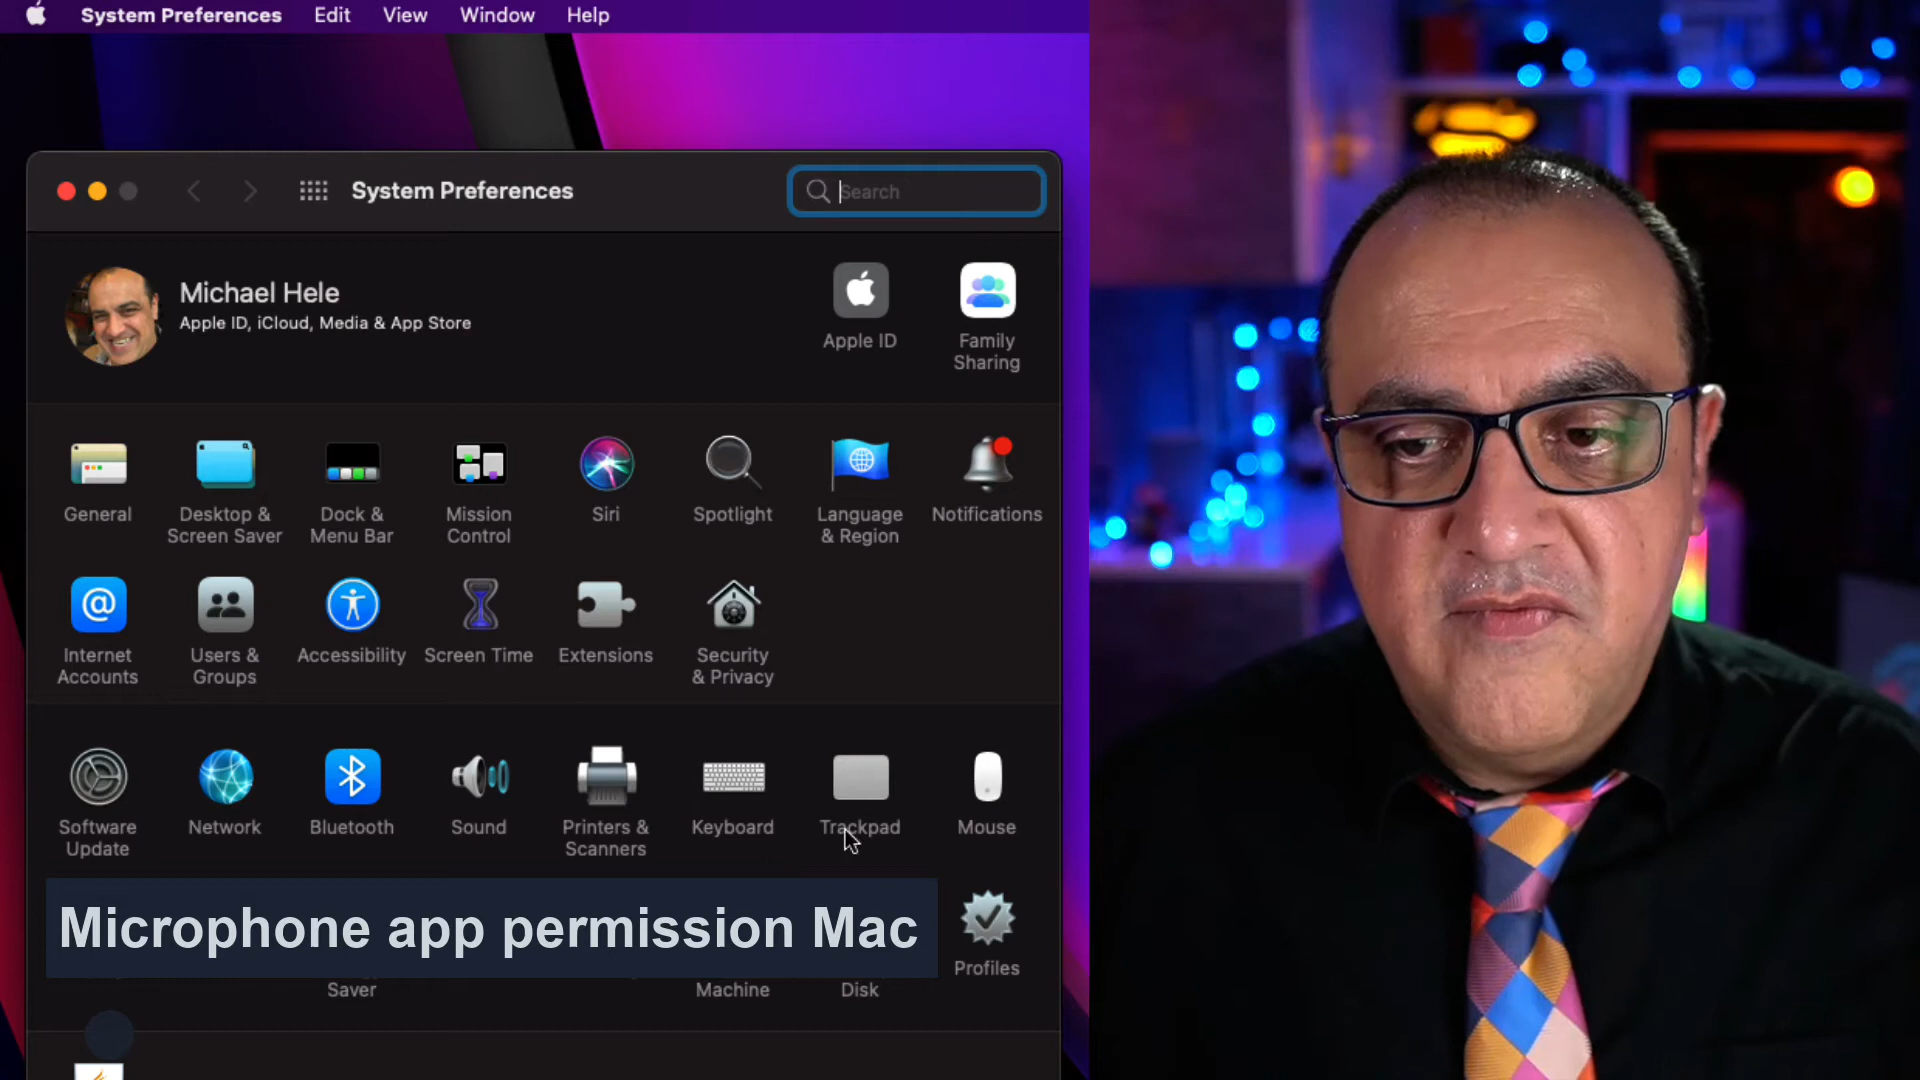 System Preferences Edit View Window Help
System Preferences
Search
Michael Hele
Apple ID, iCloud, Media & App Store
Apple ID
Family
Sharing
General
Desktop &
Screen Saver
Dock &
Menu Bar
Mission
Control
Siri
Spotlight
Language
& Region
Notifications
Internet
Accounts
Users &
Groups
Accessibility
Screen Time
Extensions
Security
& Privacy
Software
Update
Network
Bluetooth
Sound
Printers &
Scanners
Keyboard
Trackpad
Mouse
Microphone app permission Mac
Profiles
Saver
Machine
Disk